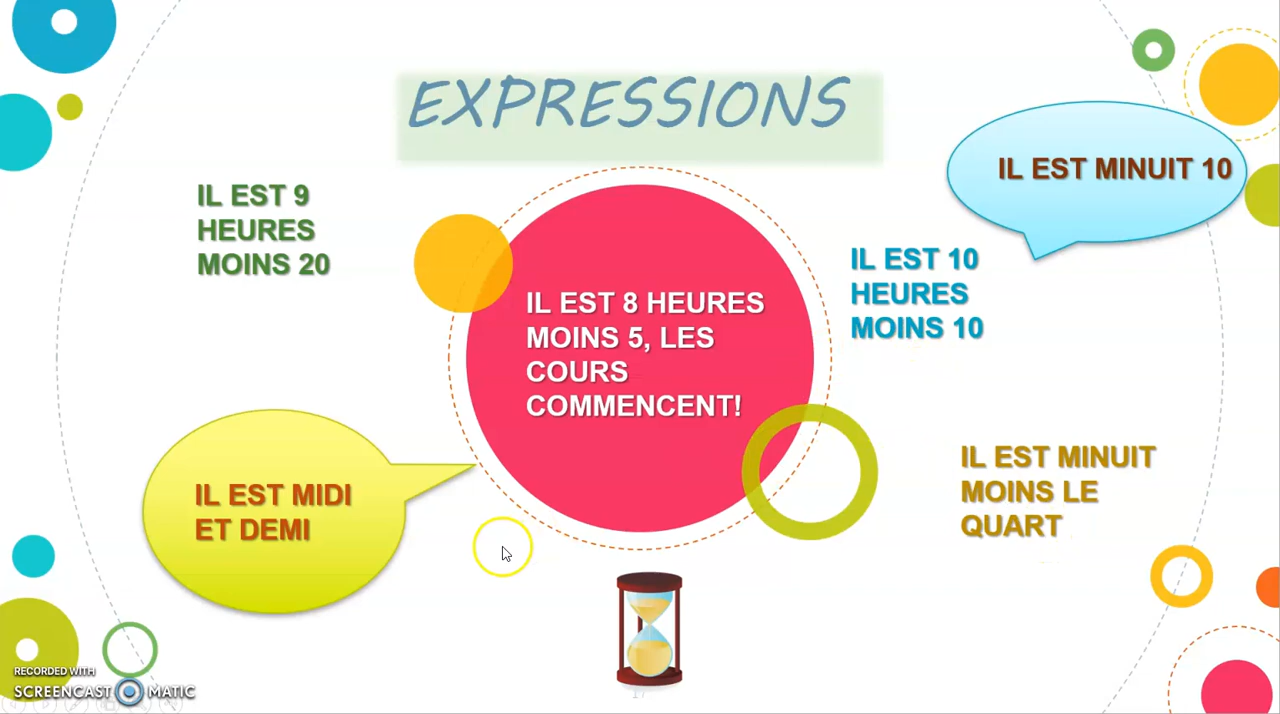 EXPRESSIONS
IL EST MINUIT 10
IL EST 9
HEURES
MOINS 20
IL EST 10
HEURES
MOINS 10
IL EST 8 HEURES
MOINS 5, LES
COURS
COMMENCENT!
IL EST MIDI
ET DEMI
IL EST MINUIT
MOINS LE
QUART
RECORDED WITH
SCREENCAST MATIC
17